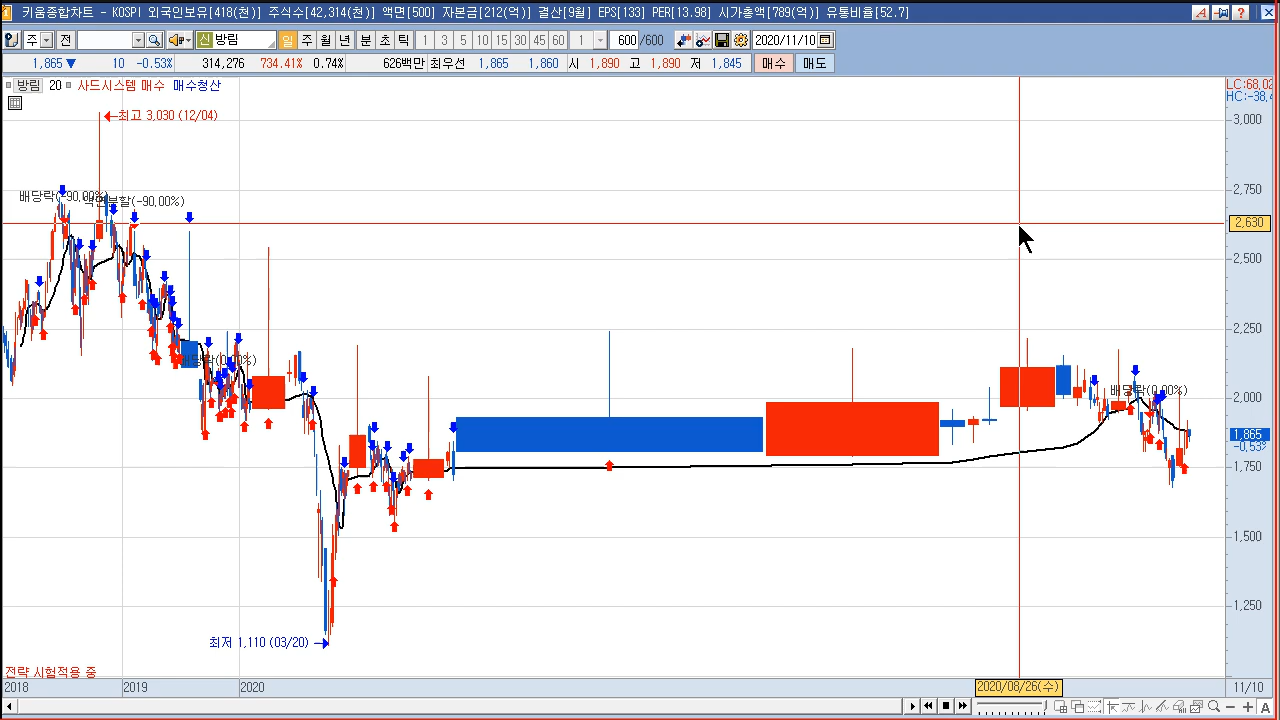 키움종합차트 - KOSPI 외국인보유[418(천)] 주식수[42,314(천)] 액면[500] 자본금[212(억)] 결산[9월] EPS[133] PER[13.93] 시가총액[789(억)] 유통비율[52.7]
주 전 신 방림 일 주 월 년 분 초 틱 1 3 5 10 15 30 45 60 1 600 /600 2020/11/10
1,865 ▼ 10 -0.53% 314,276 734.41% 0.74% 626백만 최우선 1,865 1,860 시 1,890 고 1,890 저 1,845 매수 매도
방림 20 사드시스템 매수 매수청산
LC:68,02
HC:-38,4
최고 3,030 (12/04)
3,000
2,750
배당락(-90,00%)
액면분할(-90,00%)
2,630
2,500
2,250
배당락(0,00%)
배당락(0,00%)
2,000
1,865
-0,53%
1,750
1,500
1,250
최저 1,110 (03/20)
전략 시험적용 중
2018 2019 2020 2020/08/26(수) 11/10